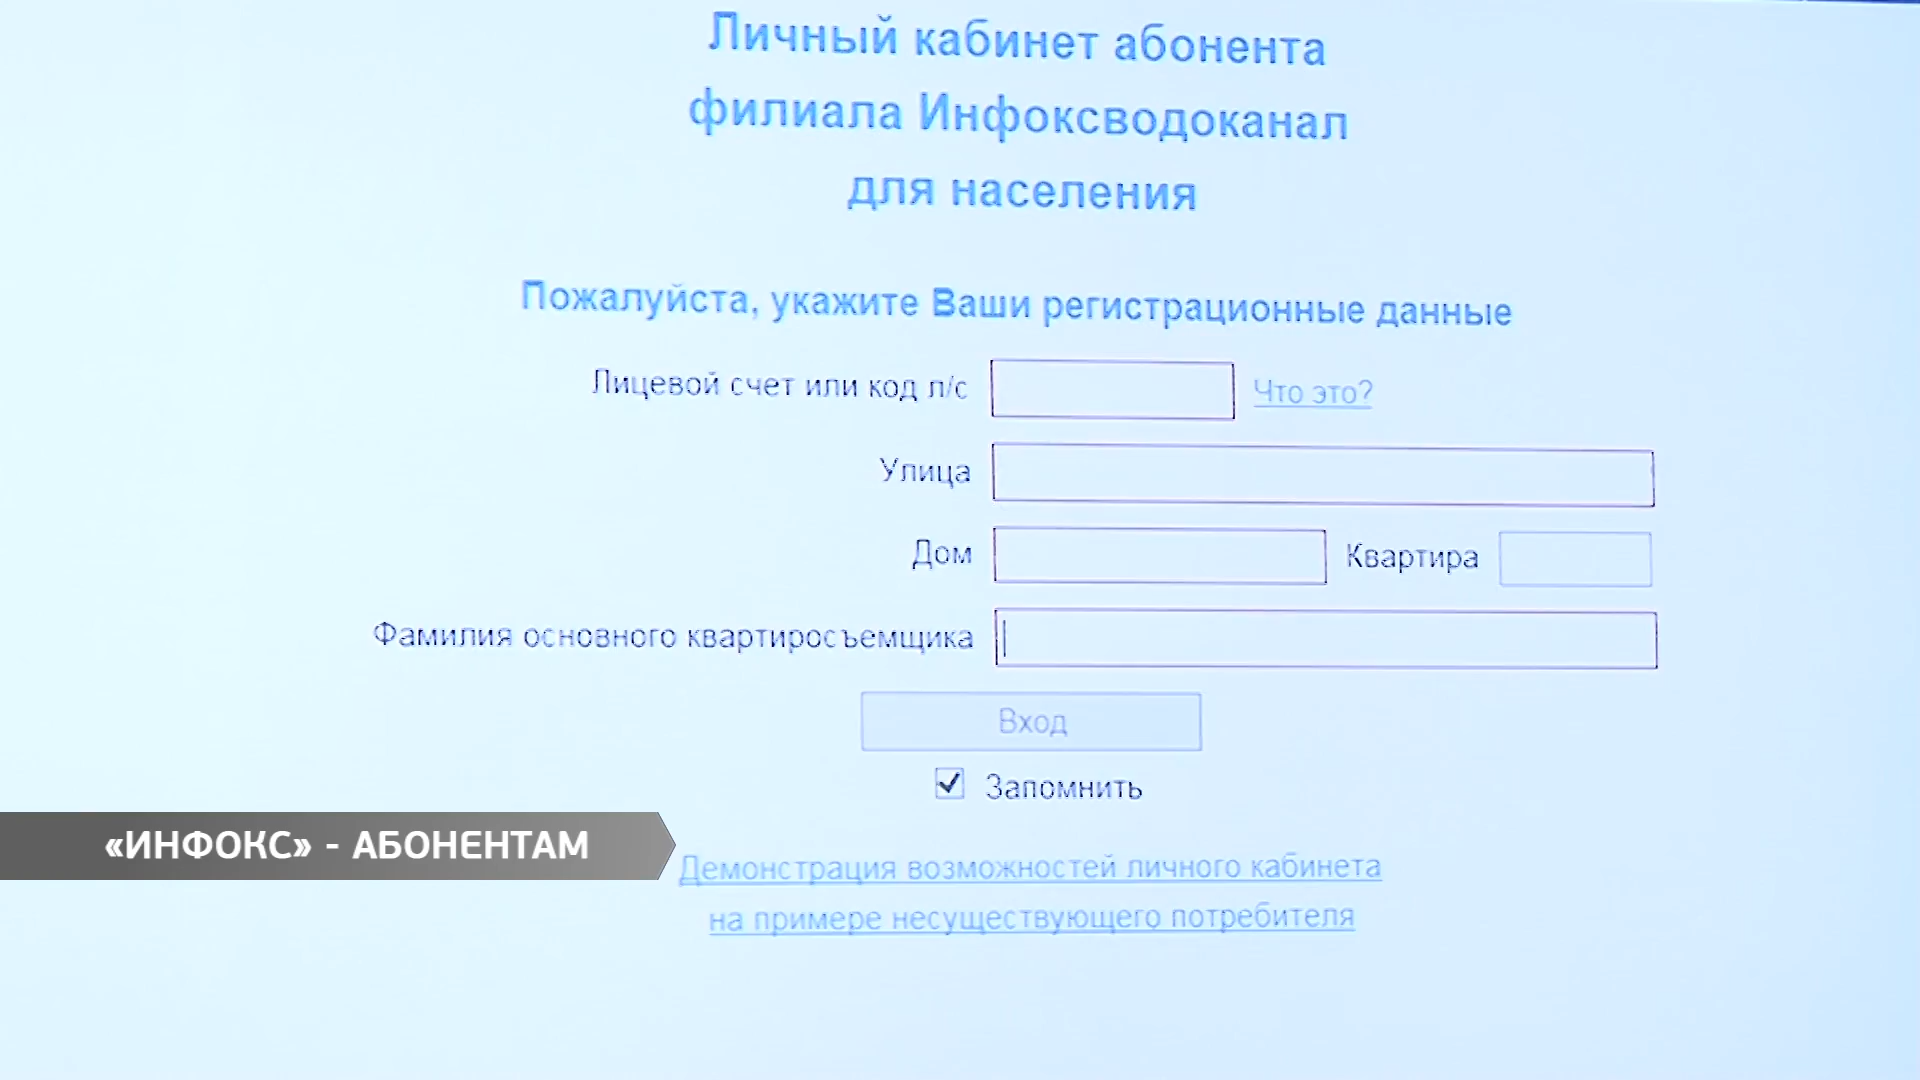 Личный кабинет абонента
филиала Инфоксводоканал
для населения
Пожалуйста, укажите Ваши регистрационные данные
Лицевой счет или код л/с Что это?
Улица
Дом Квартира
Фамилия основного квартиросъемщика
Вход
Запомнить
«ИНФОКС» - АБОНЕНТАМ
Демонстрация возможностей личного кабинета
на примере несуществующего потребителя